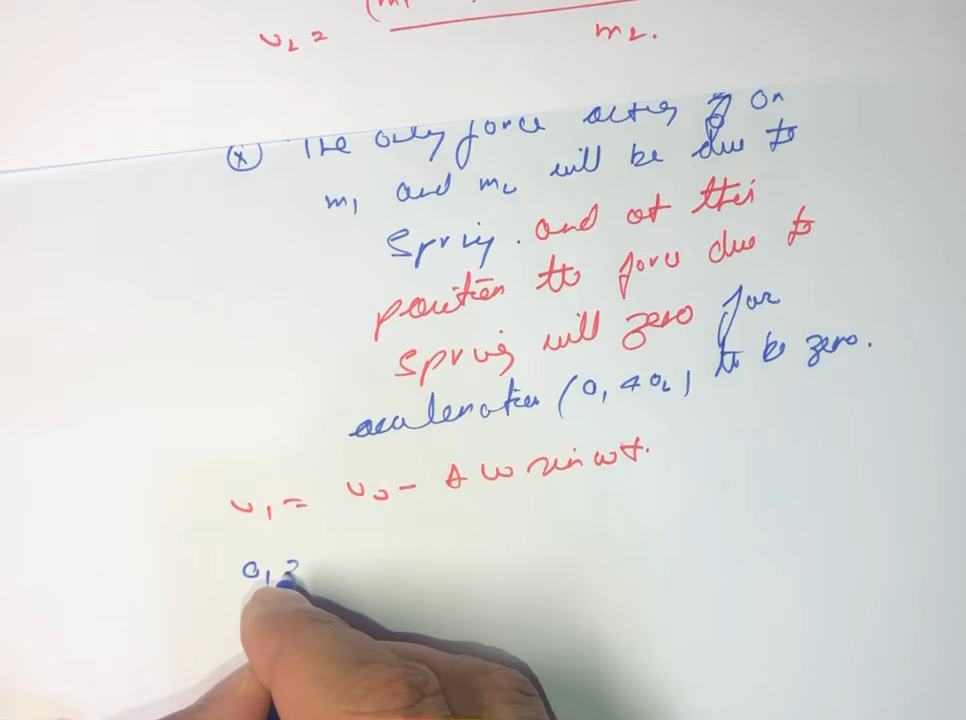 (m1
v2 = m2.
(x) The only force acting on
m1 and m2 will be due to
spring. and at this
position the force due to
spring will zero for
acceleration (a1 & a2) to be zero.
v1 = v0 - Aω sin ωt.
a1 =